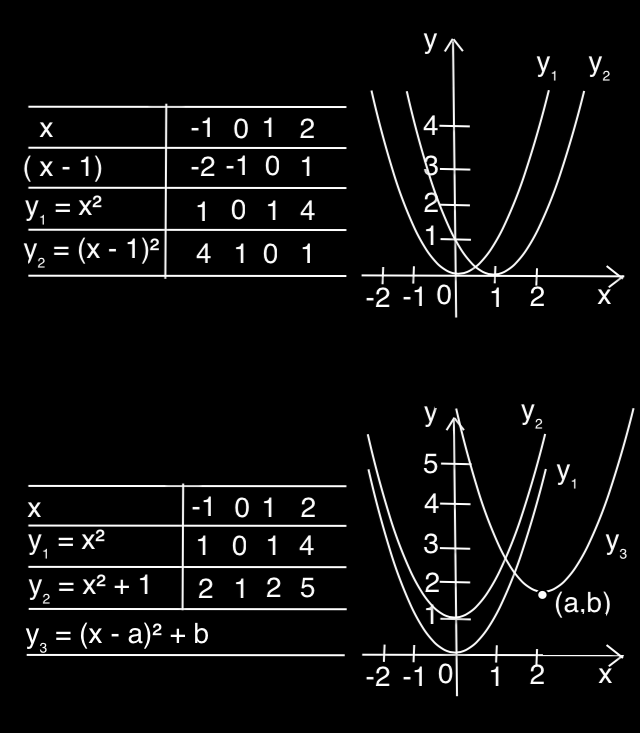 x -1 0 1 2
( x - 1) -2 -1 0 1
y₁ = x² 1 0 1 4
y₂ = (x - 1)² 4 1 0 1
y y₁ y₂
4
3
2
1
-2 -1 0 1 2 x
x -1 0 1 2
y₁ = x² 1 0 1 4
y₂ = x² + 1 2 1 2 5
y₃ = (x - a)² + b
y y₂
5 y₁
4
3 y₃
2
(a,b)
1
-2 -1 0 1 2 x